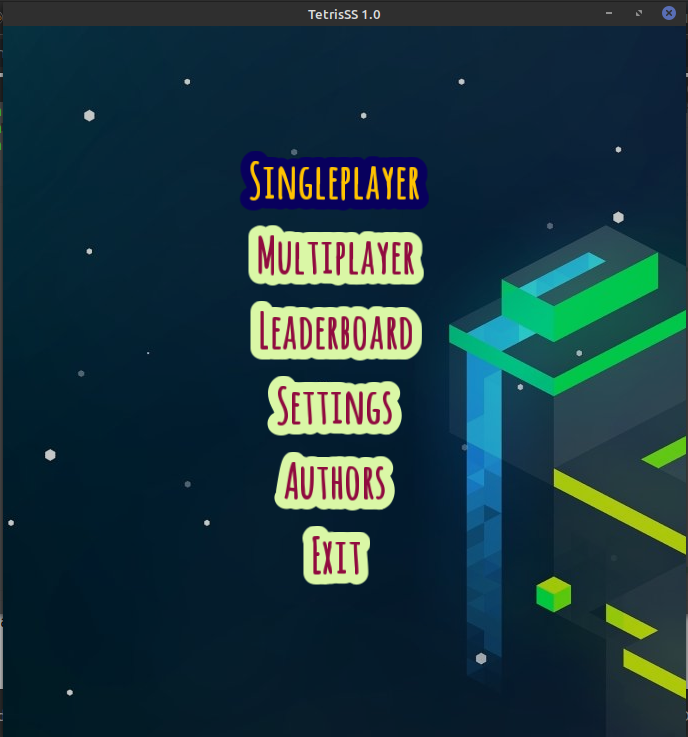 TetrisSS 1.0
Singleplayer
Multiplayer
Leaderboard
Settings
Authors
Exit